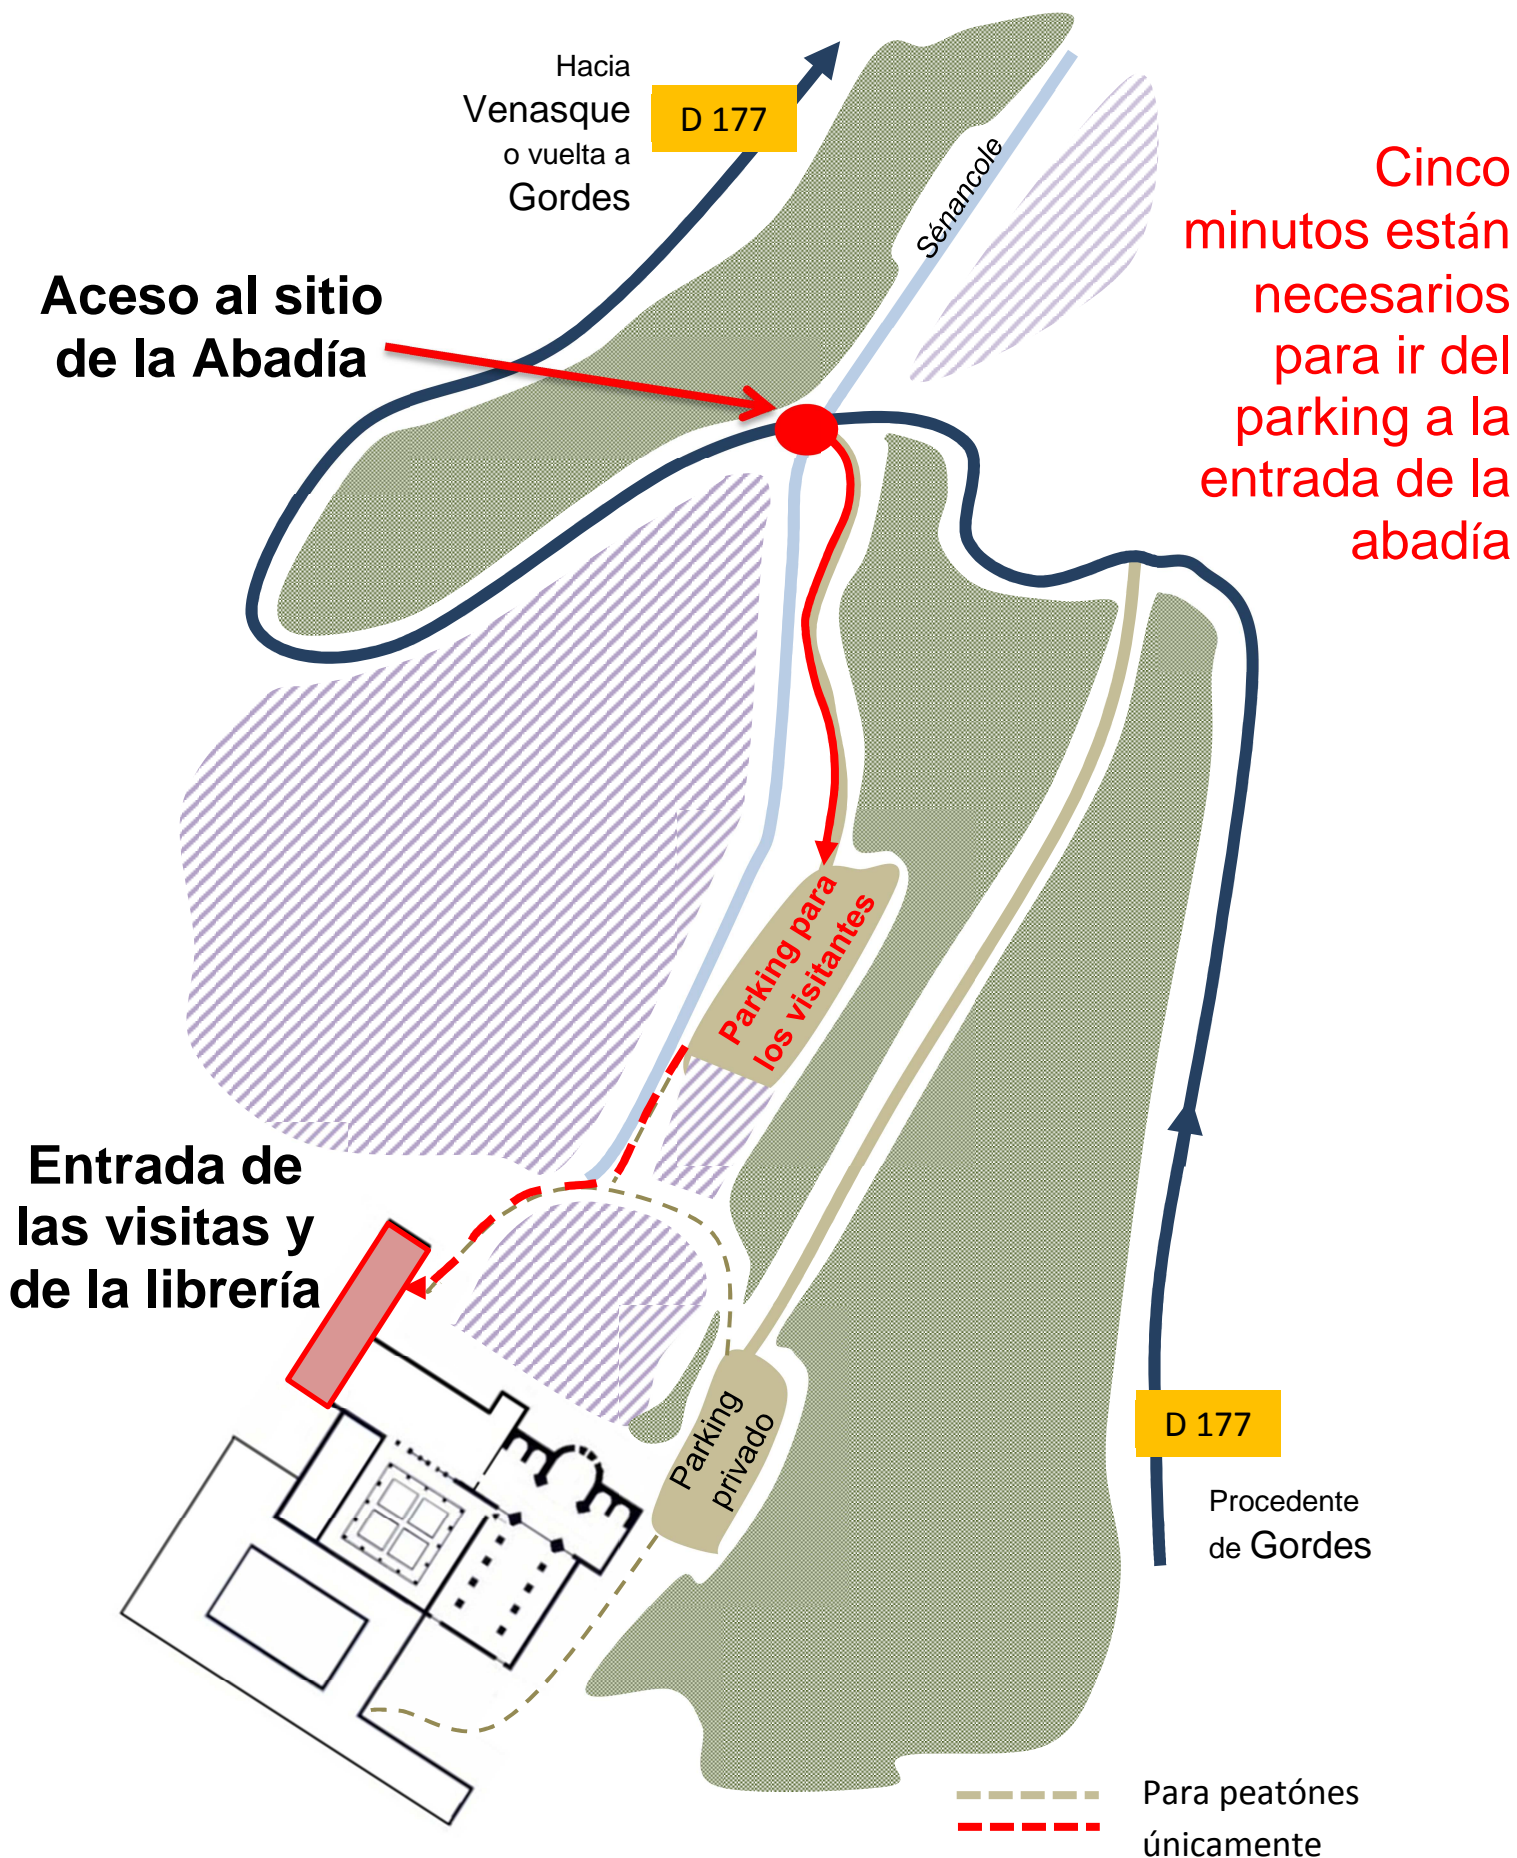 Hacia
Venasque
o vuelta a
Gordes
D 177
Sénancole
Cinco
minutos están
necesarios
para ir del
parking a la
entrada de la
abadía
Aceso al sitio
de la Abadía
Parking para
los visitantes
Entrada de
las visitas y
de la librería
Parking
privado
D 177
Procedente
de Gordes
Para peatónes
únicamente